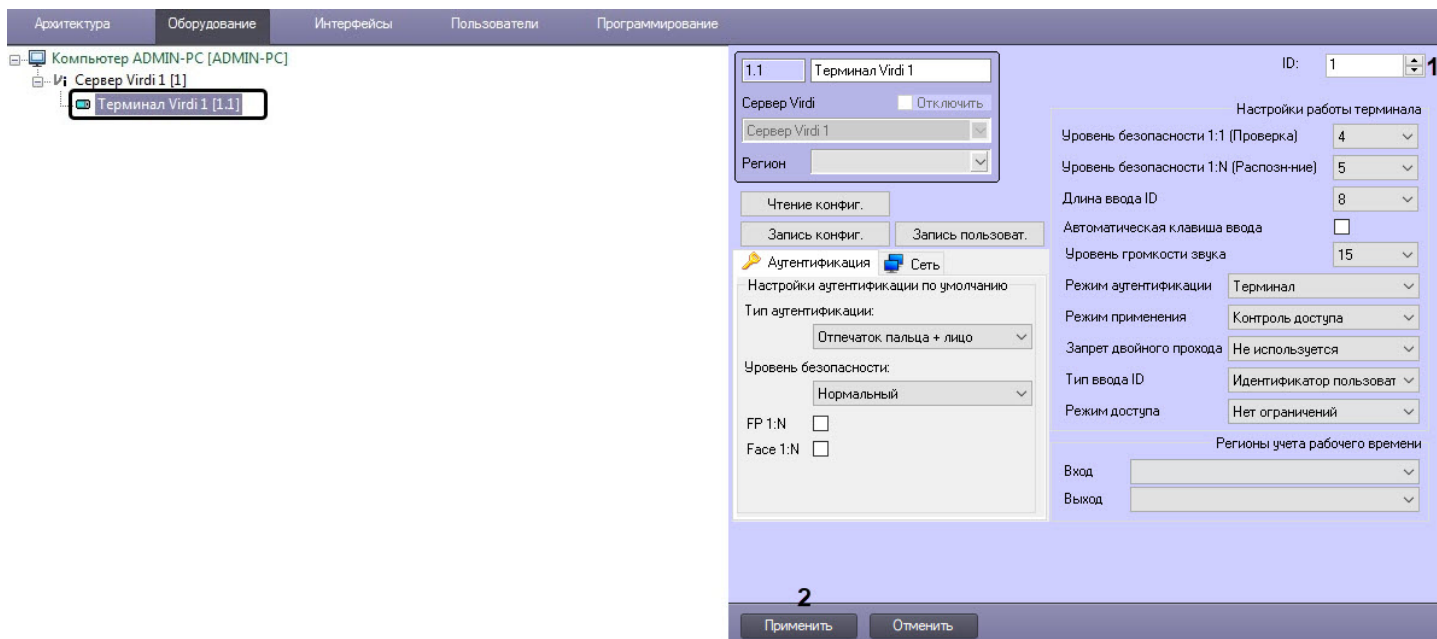 Архитектура Оборудование Интерфейсы Пользователи Программирование
Компьютер ADMIN-PC [ADMIN-PC]
Сервер Virdi 1 [1]
Терминал Virdi 1 [1.1]
1.1 Терминал Virdi 1
Сервер Virdi Отключить
Сервер Virdi 1
Регион
Чтение конфиг.
Запись конфиг. Запись пользоват.
Аутентификация Сеть
Настройки аутентификации по умолчанию
Тип аутентификации:
Отпечаток пальца + лицо
Уровень безопасности:
Нормальный
FP 1:N
Face 1:N
ID: 1 1
Настройки работы терминала
Уровень безопасности 1:1 (Проверка) 4
Уровень безопасности 1:N (Распозн-ние) 5
Длина ввода ID 8
Автоматическая клавиша ввода
Уровень громкости звука 15
Режим аутентификации Терминал
Режим применения Контроль доступа
Запрет двойного прохода Не используется
Тип ввода ID Идентификатор пользоват
Режим доступа Нет ограничений
Регионы учета рабочего времени
Вход
Выход
2
Применить Отменить